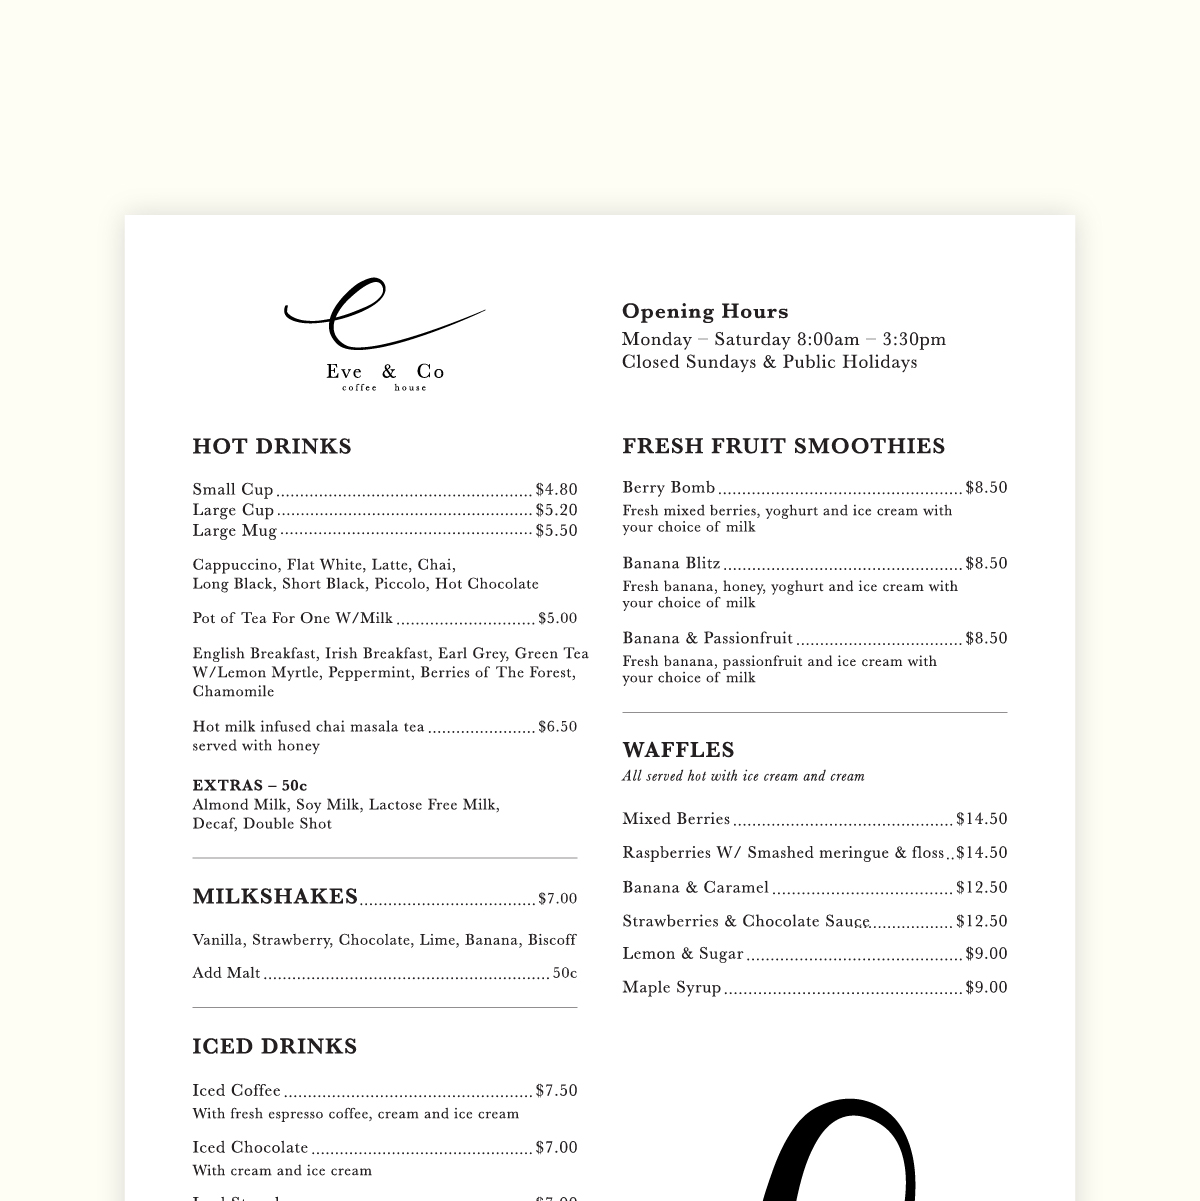 Eve & Co
coffee house
Opening Hours
Monday – Saturday 8:00am – 3:30pm
Closed Sundays & Public Holidays
HOT DRINKS
Small Cup $4.80
Large Cup $5.20
Large Mug $5.50
Cappuccino, Flat White, Latte, Chai,
Long Black, Short Black, Piccolo, Hot Chocolate
Pot of Tea For One W/Milk $5.00
English Breakfast, Irish Breakfast, Earl Grey, Green Tea
W/Lemon Myrtle, Peppermint, Berries of The Forest,
Chamomile
Hot milk infused chai masala tea $6.50
served with honey
EXTRAS – 50c
Almond Milk, Soy Milk, Lactose Free Milk,
Decaf, Double Shot
MILKSHAKES $7.00
Vanilla, Strawberry, Chocolate, Lime, Banana, Biscoff
Add Malt 50c
ICED DRINKS
Iced Coffee $7.50
With fresh espresso coffee, cream and ice cream
Iced Chocolate $7.00
With cream and ice cream
FRESH FRUIT SMOOTHIES
Berry Bomb $8.50
Fresh mixed berries, yoghurt and ice cream with
your choice of milk
Banana Blitz $8.50
Fresh banana, honey, yoghurt and ice cream with
your choice of milk
Banana & Passionfruit $8.50
Fresh banana, passionfruit and ice cream with
your choice of milk
WAFFLES
All served hot with ice cream and cream
Mixed Berries $14.50
Raspberries W/ Smashed meringue & floss $14.50
Banana & Caramel $12.50
Strawberries & Chocolate Sauce $12.50
Lemon & Sugar $9.00
Maple Syrup $9.00